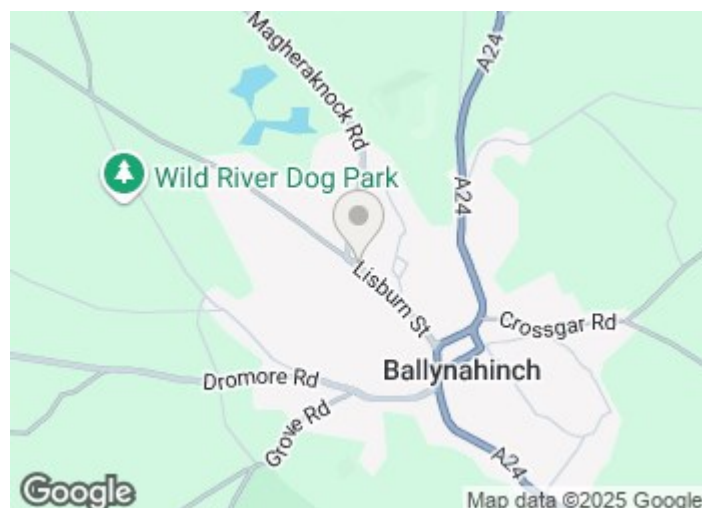 Magheraknock Rd
A24
Wild River Dog Park
A24
Lisburn St
Crossgar Rd
Ballynahinch
Dromore Rd
Grove Rd
A24
Google
Map data ©2025 Google